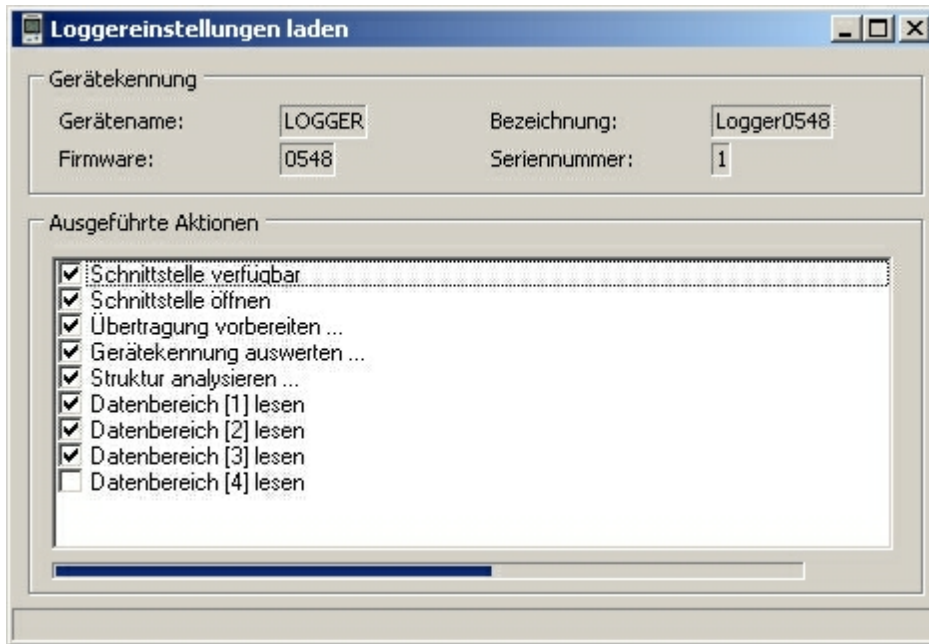 Loggereinstellungen laden
Gerätekennung
Gerätename: LOGGER Bezeichnung: Logger0548
Firmware: 0548 Seriennummer: 1
Ausgeführte Aktionen
Schnittstelle verfügbar
Schnittstelle öffnen
Übertragung vorbereiten ...
Gerätekennung auswerten ...
Struktur analysieren ...
Datenbereich [1] lesen
Datenbereich [2] lesen
Datenbereich [3] lesen
Datenbereich [4] lesen